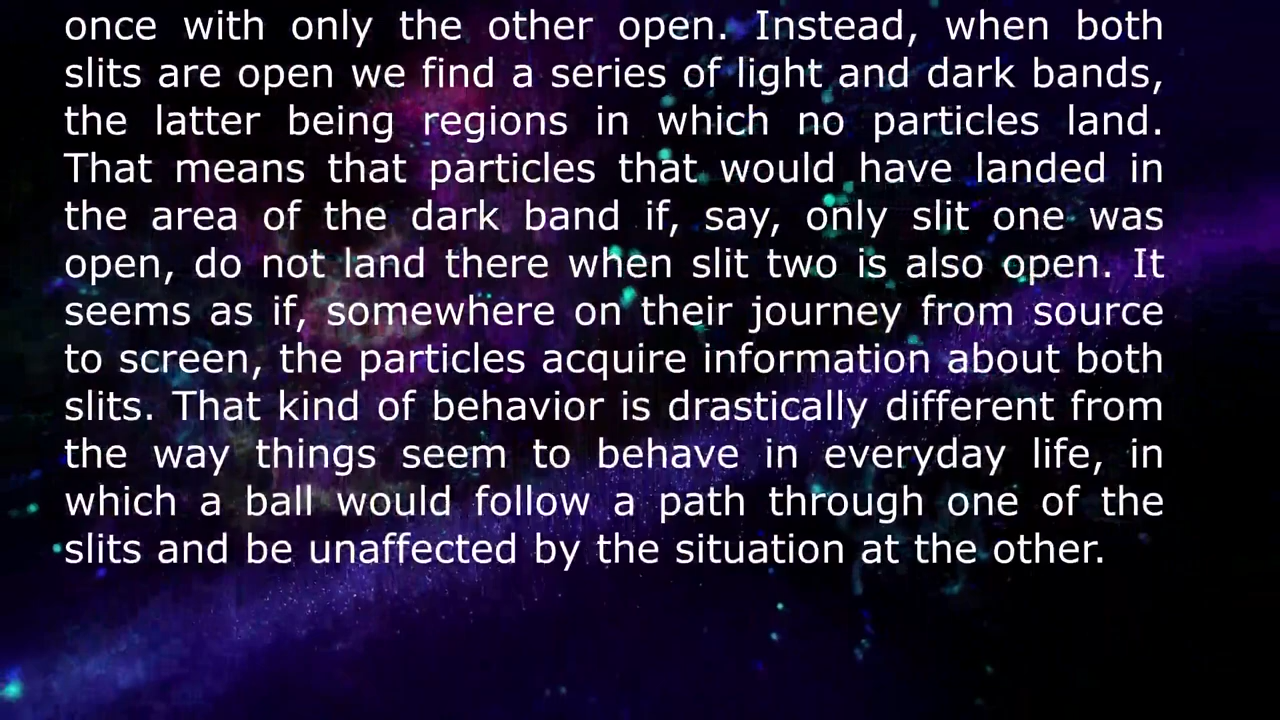 once with only the other open. Instead, when both
slits are open we find a series of light and dark bands,
the latter being regions in which no particles land.
That means that particles that would have landed in
the area of the dark band if, say, only slit one was
open, do not land there when slit two is also open. It
seems as if, somewhere on their journey from source
to screen, the particles acquire information about both
slits. That kind of behavior is drastically different from
the way things seem to behave in everyday life, in
which a ball would follow a path through one of the
slits and be unaffected by the situation at the other.